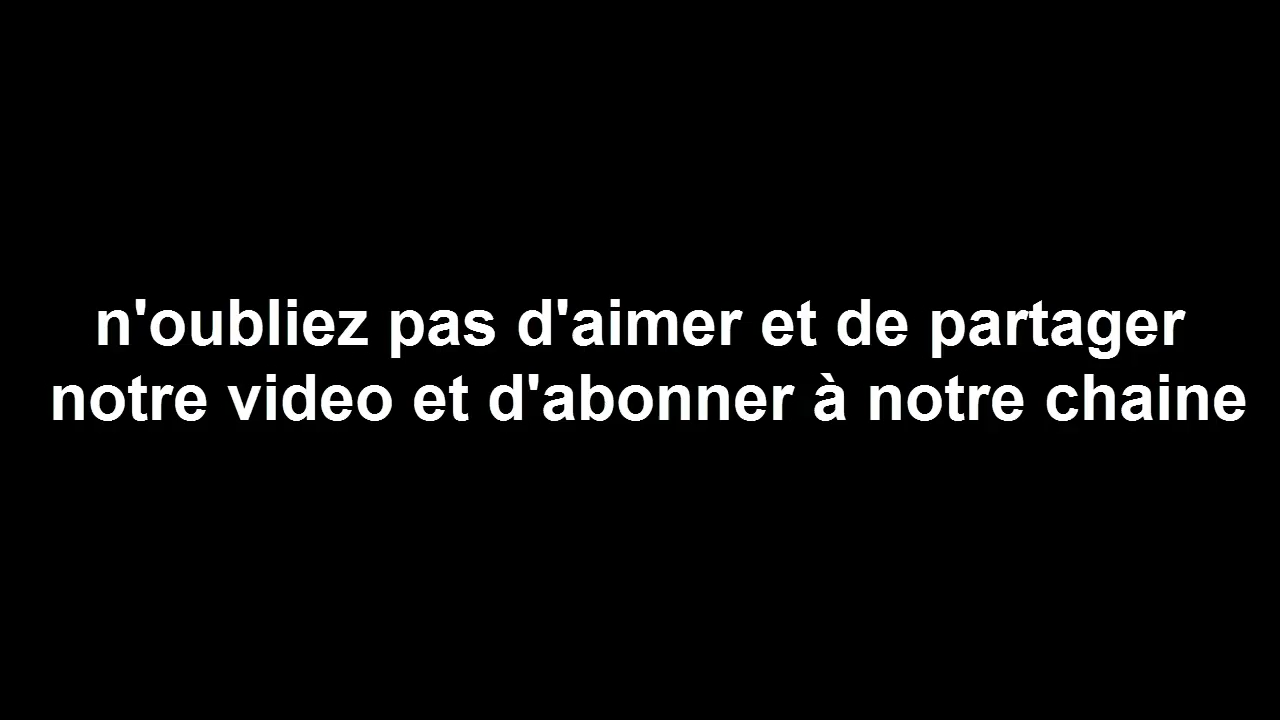 n'oubliez pas d'aimer et de partager
notre video et d'abonner à notre chaine